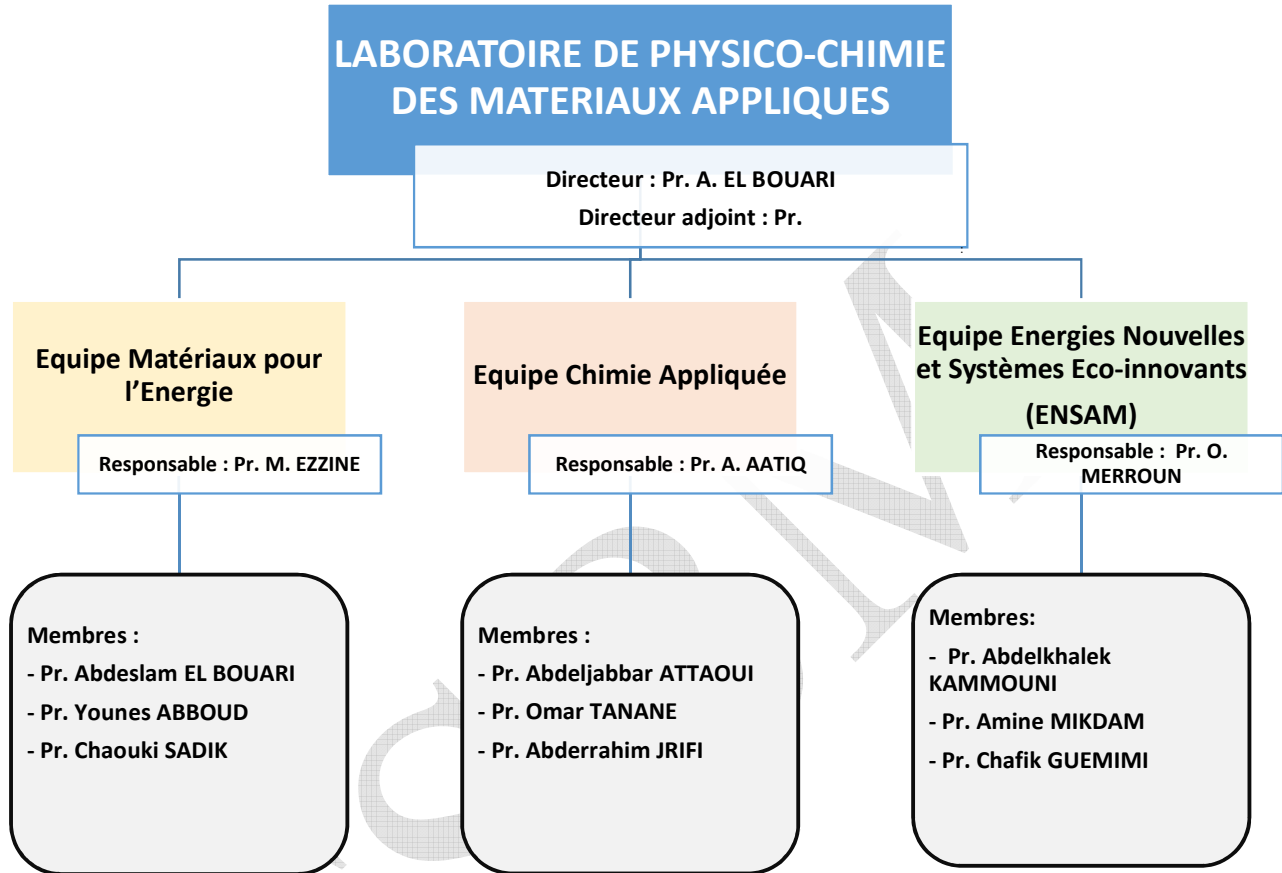 LABORATOIRE DE PHYSICO-CHIMIE
DES MATERIAUX APPLIQUES
Directeur : Pr. A. EL BOUARI
Directeur adjoint : Pr.
Equipe Matériaux pour
l’Energie
Responsable : Pr. M. EZZINE
Membres :
- Pr. Abdeslam EL BOUARI
- Pr. Younes ABBOUD
- Pr. Chaouki SADIK
Equipe Chimie Appliquée
Responsable : Pr. A. AATIQ
Membres :
- Pr. Abdeljabbar ATTAOUI
- Pr. Omar TANANE
- Pr. Abderrahim JRIFI
Equipe Energies Nouvelles
et Systèmes Eco-innovants
(ENSAM)
Responsable : Pr. O.
MERROUN
Membres:
- Pr. Abdelkhalek
KAMMOUNI
- Pr. Amine MIKDAM
- Pr. Chafik GUEMIMI